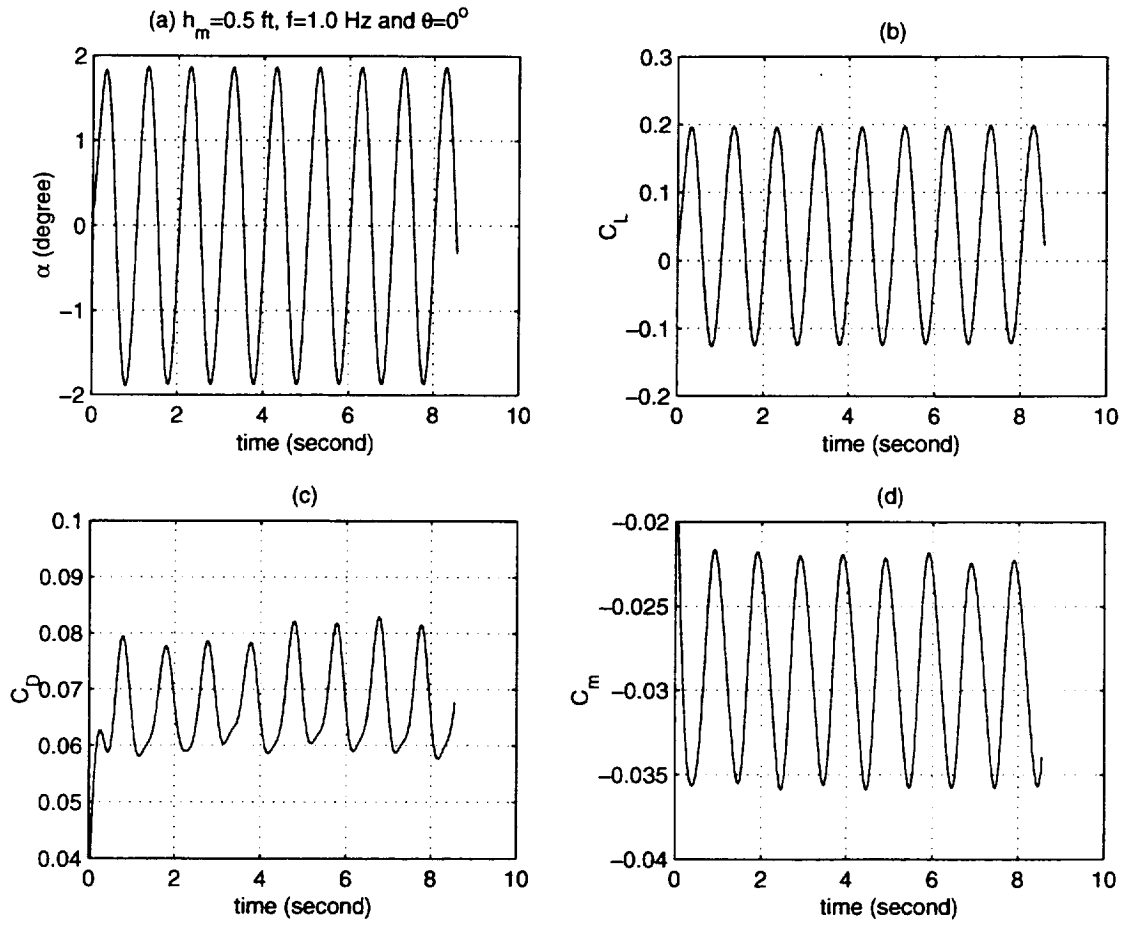 (a) h_m=0.5 ft, f=1.0 Hz and θ=0°
2
1
0
−1
−2
α (degree)
0 2 4 6 8 10
time (second)
(b)
0.3
0.2
0.1
0
−0.1
−0.2
C_L
0 2 4 6 8 10
time (second)
(c)
0.1
0.09
0.08
0.07
0.06
0.05
0.04
C_D
0 2 4 6 8 10
time (second)
(d)
−0.02
−0.025
−0.03
−0.035
−0.04
C_m
0 2 4 6 8 10
time (second)